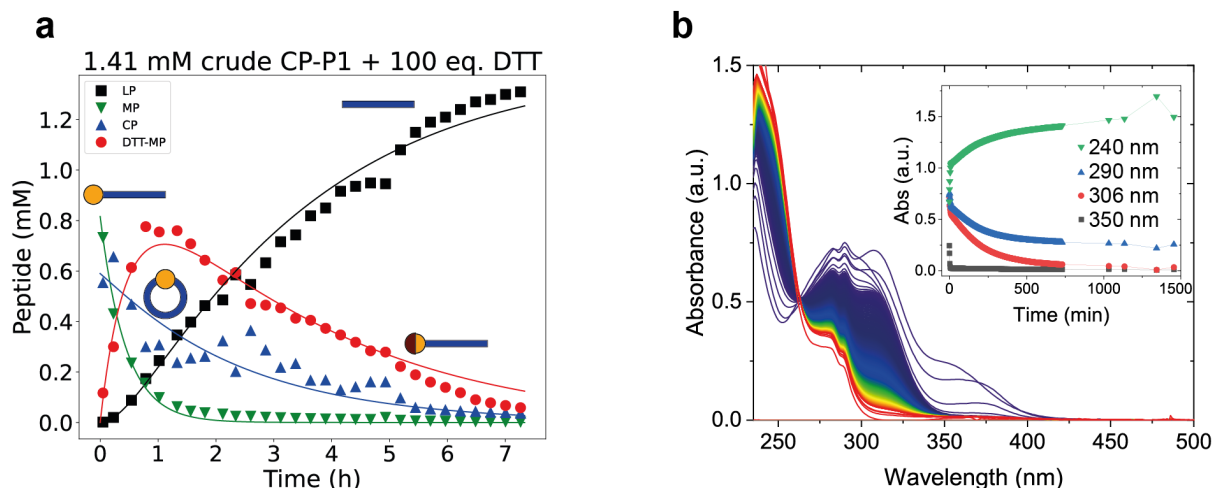 a
1.41 mM crude CP-P1 + 100 eq. DTT
LP
MP
CP
DTT-MP
Peptide (mM)
1.2
1.0
0.8
0.6
0.4
0.2
0.0
0 1 2 3 4 5 6 7
Time (h)
b
Absorbance (a.u.)
1.5
1.0
0.5
0.0
250 300 350 400 450 500
Wavelength (nm)
Abs (a.u.)
1.5
1.0
0.5
0.0
240 nm
290 nm
306 nm
350 nm
0 500 1000 1500
Time (min)